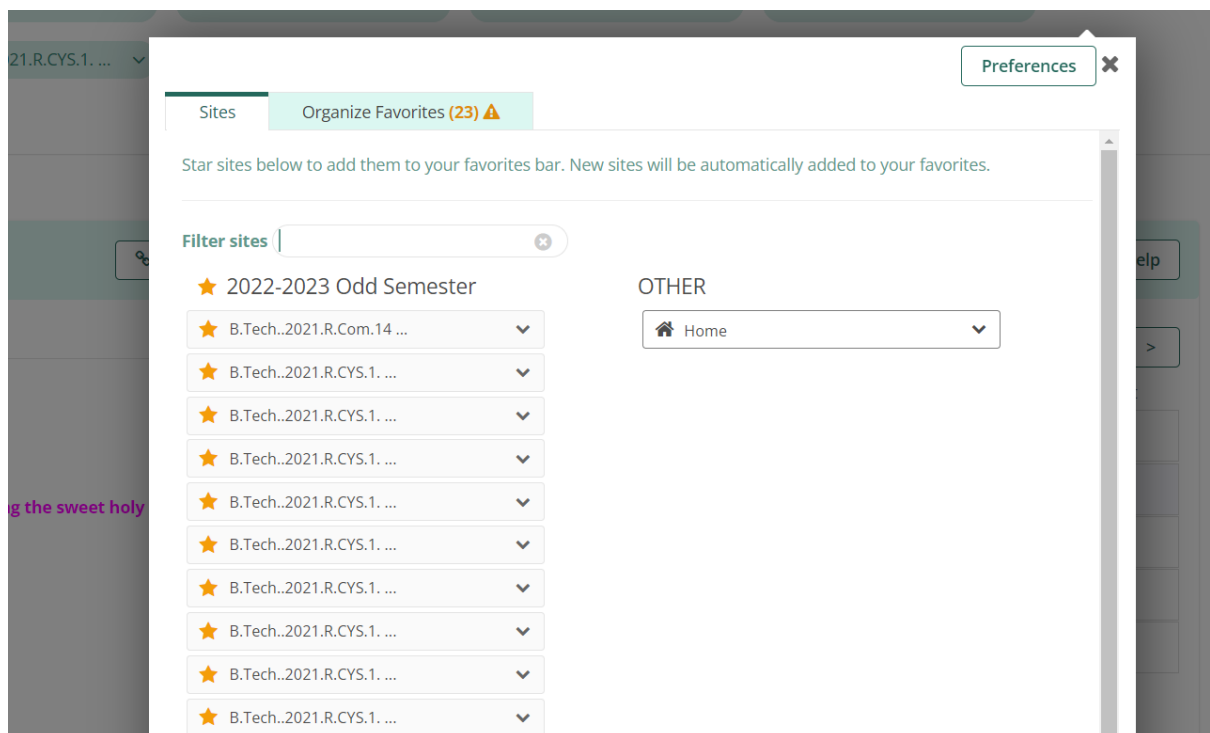 21.R.CYS.1. ...
Preferences
Sites
Organize Favorites (23)
Star sites below to add them to your favorites bar. New sites will be automatically added to your favorites.
Filter sites
2022-2023 Odd Semester
OTHER
B.Tech..2021.R.Com.14 ...
Home
B.Tech..2021.R.CYS.1. ...
B.Tech..2021.R.CYS.1. ...
B.Tech..2021.R.CYS.1. ...
B.Tech..2021.R.CYS.1. ...
B.Tech..2021.R.CYS.1. ...
B.Tech..2021.R.CYS.1. ...
B.Tech..2021.R.CYS.1. ...
B.Tech..2021.R.CYS.1. ...
B.Tech..2021.R.CYS.1. ...
elp
>
ng the sweet holy